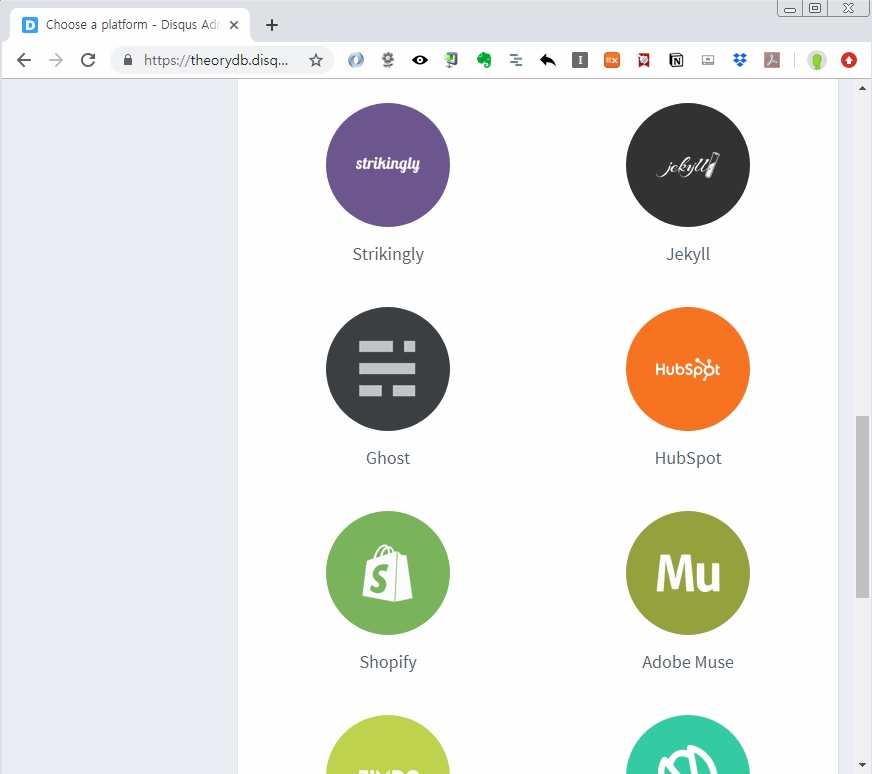 Choose a platform - Disqus Adr
https://theorydb.disq...
strikingly
jekyll
Strikingly
Jekyll
HubSpot
Ghost
HubSpot
S
Mu
Shopify
Adobe Muse